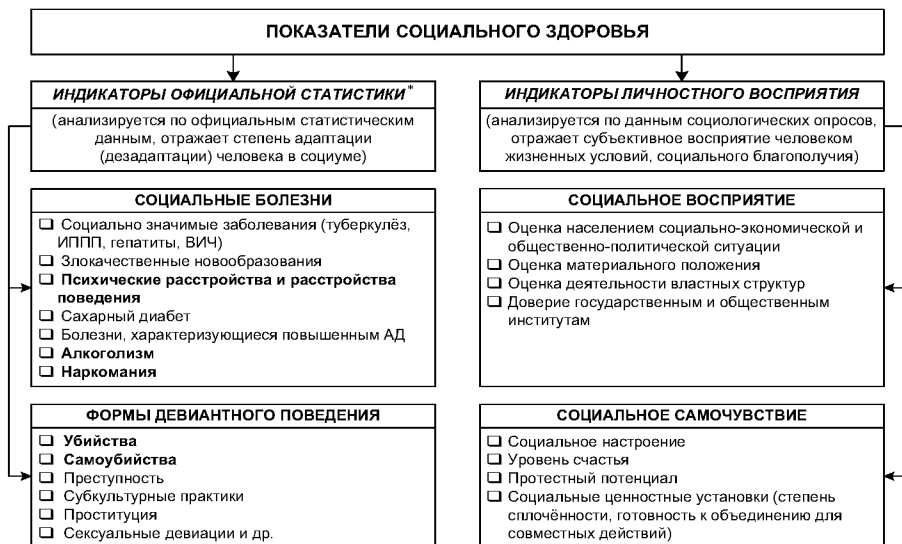 ПОКАЗАТЕЛИ СОЦИАЛЬНОГО ЗДОРОВЬЯ
ИНДИКАТОРЫ ОФИЦИАЛЬНОЙ СТАТИСТИКИ*
(анализируется по официальным статистическим
данным, отражает степень адаптации
(дезадаптации) человека в социуме)
СОЦИАЛЬНЫЕ БОЛЕЗНИ
❑ Социально значимые заболевания (туберкулёз,
ИППП, гепатиты, ВИЧ)
❑ Злокачественные новообразования
❑ Психические расстройства и расстройства
поведения
❑ Сахарный диабет
❑ Болезни, характеризующиеся повышенным АД
❑ Алкоголизм
❑ Наркомания
ФОРМЫ ДЕВИАНТНОГО ПОВЕДЕНИЯ
❑ Убийства
❑ Самоубийства
❑ Преступность
❑ Субкультурные практики
❑ Проституция
❑ Сексуальные девиации и др.
ИНДИКАТОРЫ ЛИЧНОСТНОГО ВОСПРИЯТИЯ
(анализируется по данным социологических опросов,
отражает субъективное восприятие человеком
жизненных условий, социального благополучия)
СОЦИАЛЬНОЕ ВОСПРИЯТИЕ
❑ Оценка населением социально-экономической и
общественно-политической ситуации
❑ Оценка материального положения
❑ Оценка деятельности властных структур
❑ Доверие государственным и общественным
институтам
СОЦИАЛЬНОЕ САМОЧУВСТВИЕ
❑ Социальное настроение
❑ Уровень счастья
❑ Протестный потенциал
❑ Социальные ценностные установки (степень
сплочённости, готовность к объединению для
совместных действий)